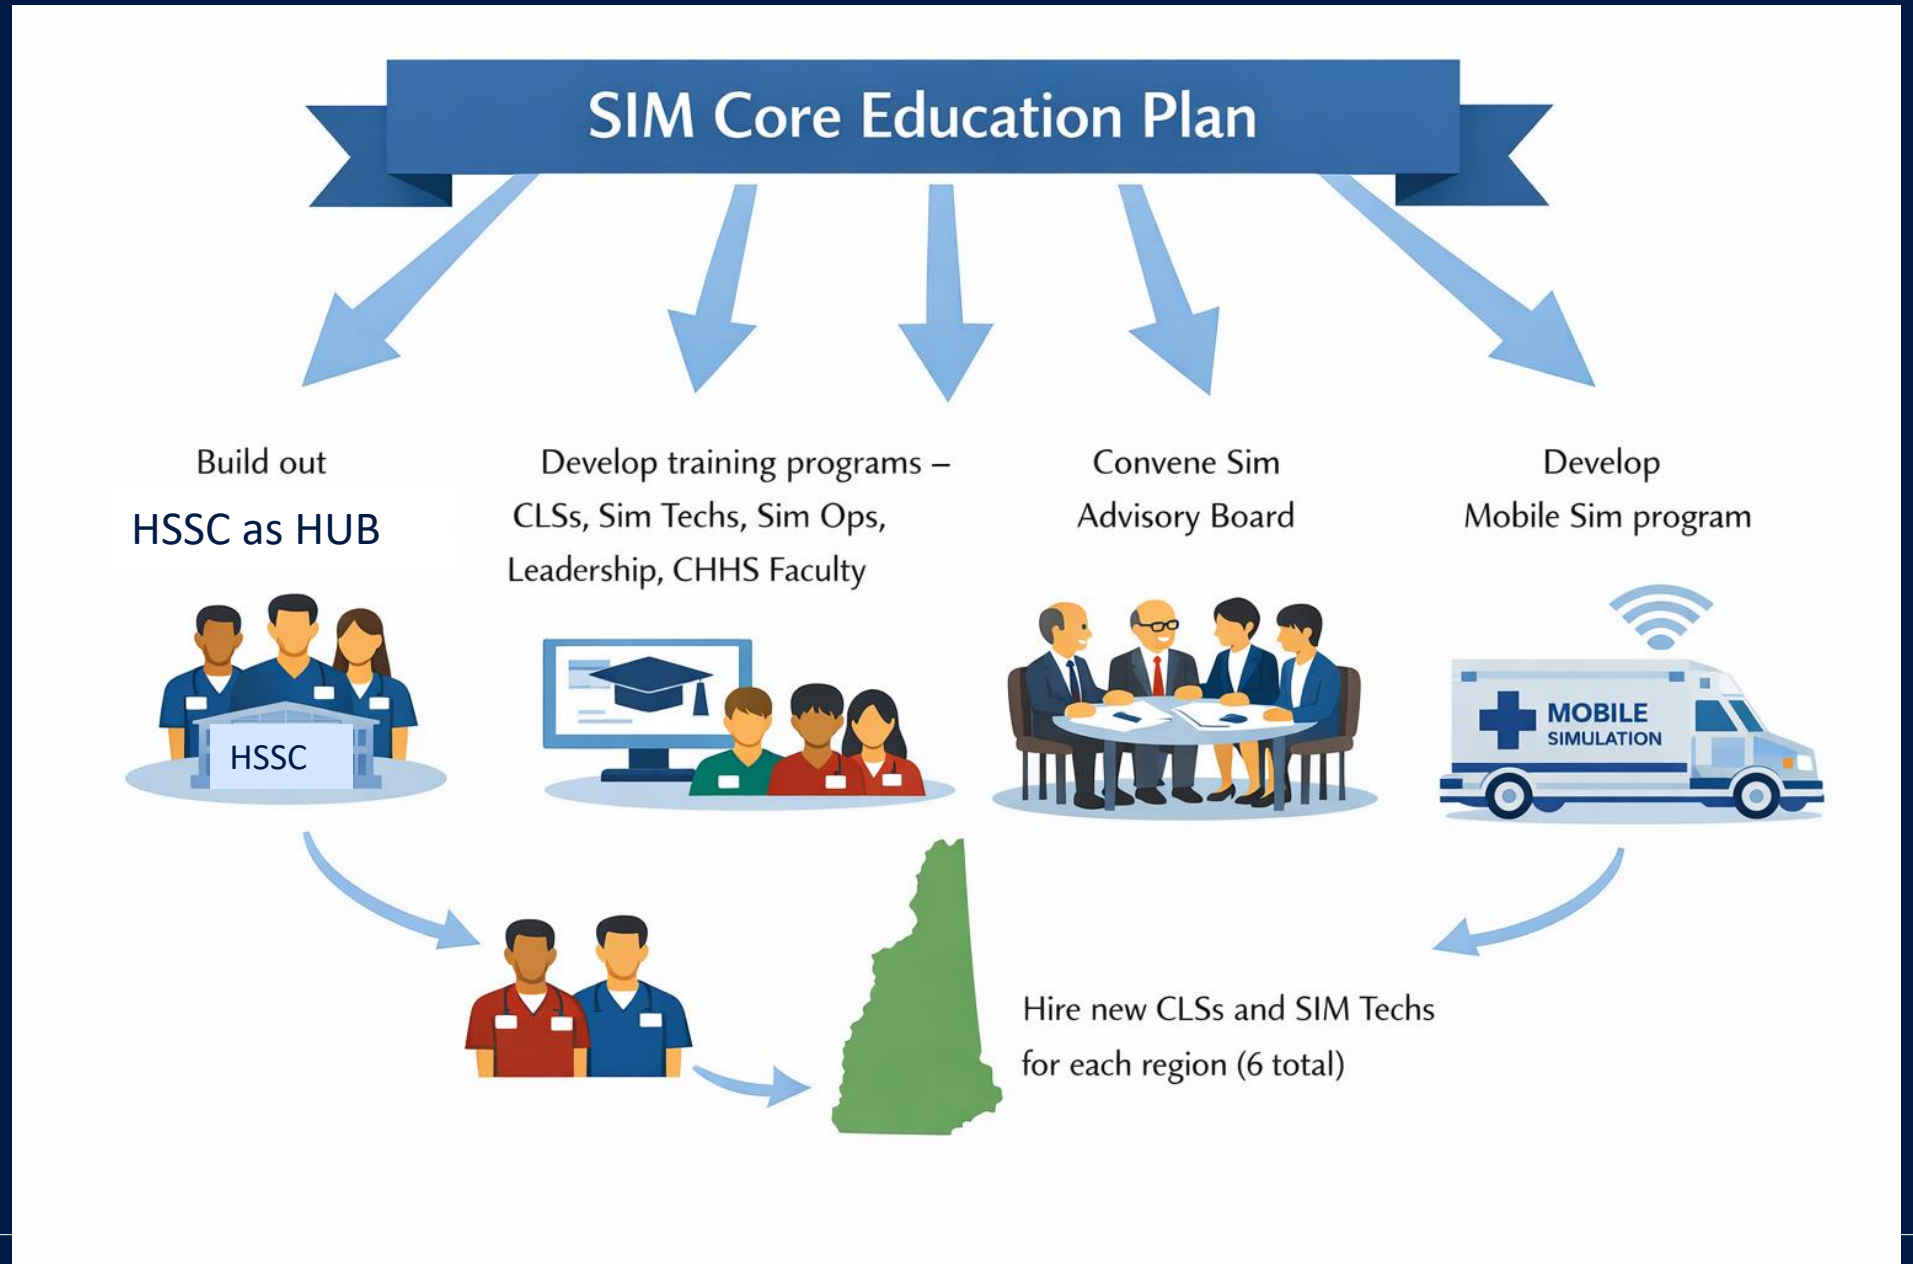 SIM Core Education Plan
Build out
HSSC as HUB
Develop training programs –
CLSs, Sim Techs, Sim Ops,
Leadership, CHHS Faculty
Convene Sim
Advisory Board
Develop
Mobile Sim program
HSSC
MOBILE
SIMULATION
Hire new CLSs and SIM Techs
for each region (6 total)